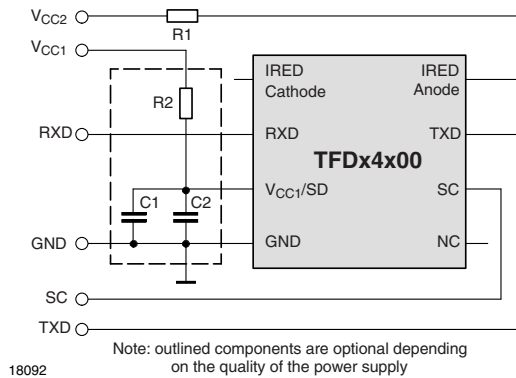 VCC2
R1
VCC1
IRED Cathode
IRED Anode
R2
RXD
RXD
TXD
TFDx4x00
VCC1/SD
SC
C1
C2
GND
GND
NC
SC
TXD
Note: outlined components are optional depending
on the quality of the power supply
18092